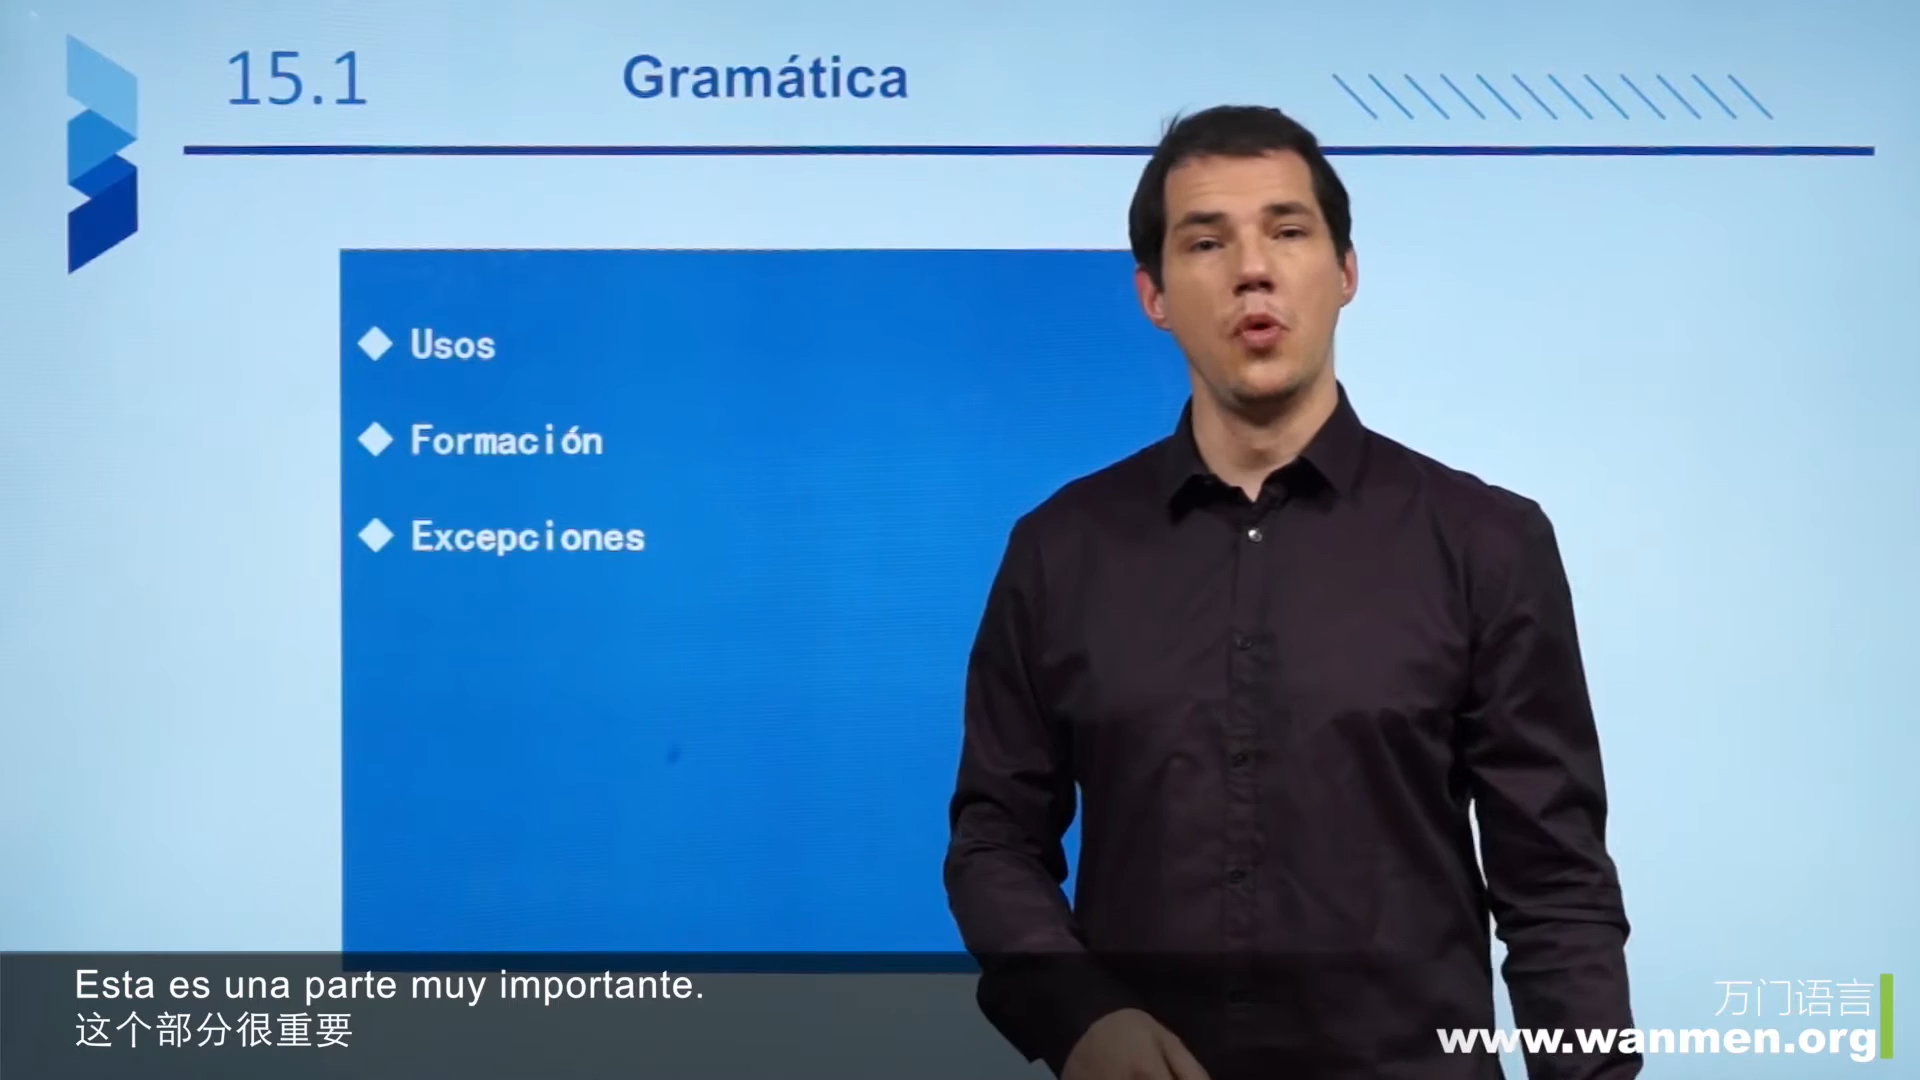 15.1
Gramática
Usos
Formación
Excepciones
Esta es una parte muy importante.
这个部分很重要
万门语言
www.wanmen.org